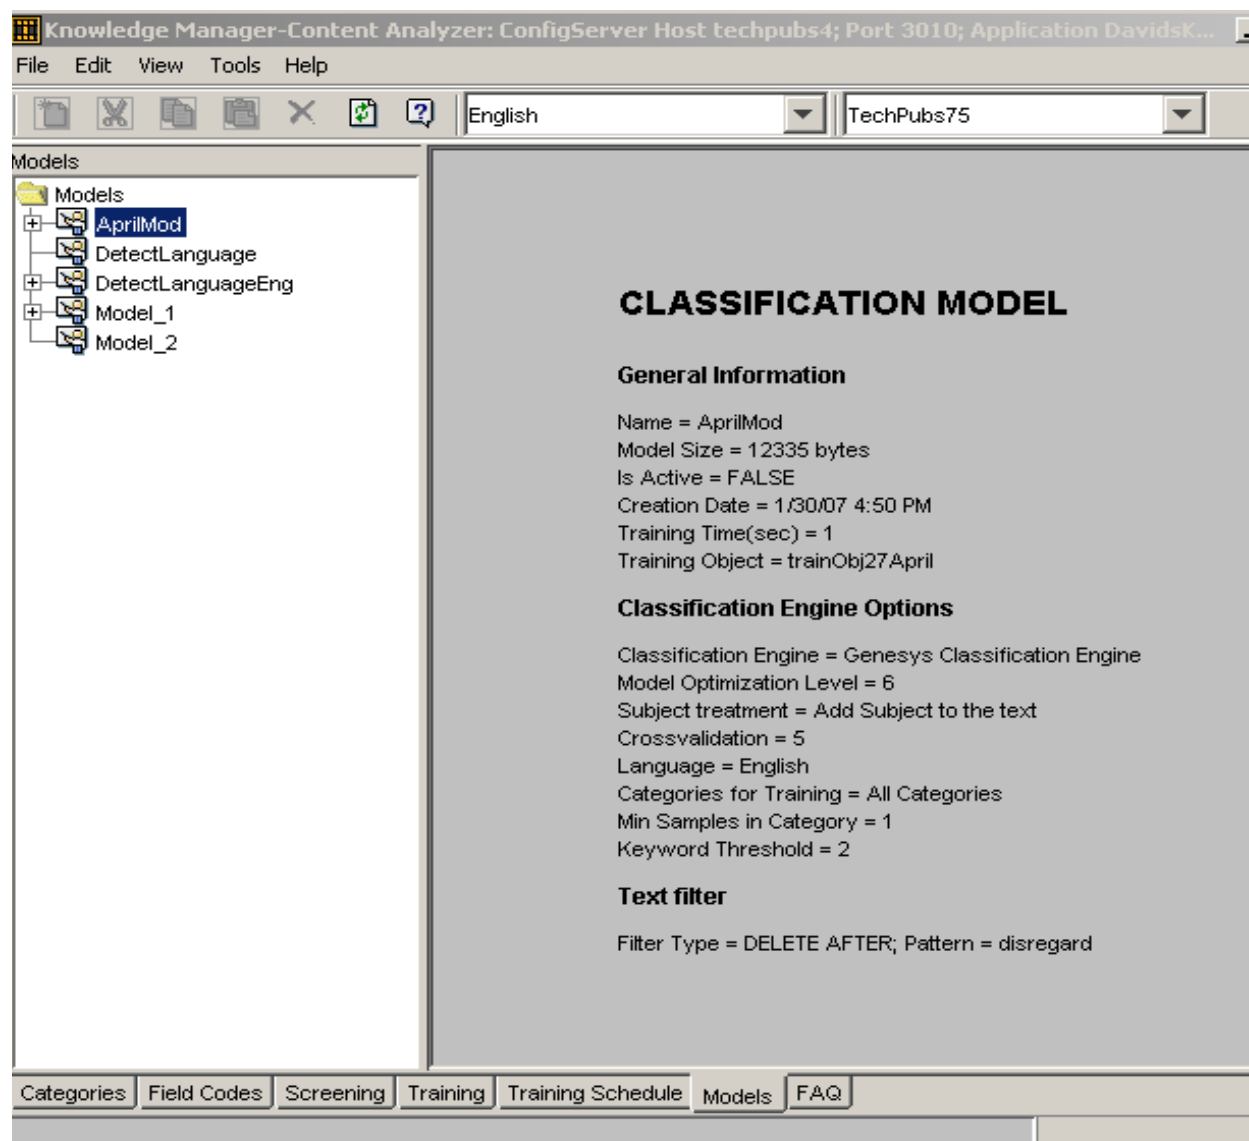 Knowledge Manager-Content Analyzer: ConfigServer Host techpubs4; Port 3010; Application DavidsK...
File Edit View Tools Help
English TechPubs75
Models
Models
AprilMod
DetectLanguage
DetectLanguageEng
Model_1
Model_2
CLASSIFICATION MODEL
General Information
Name = AprilMod
Model Size = 12335 bytes
Is Active = FALSE
Creation Date = 1/30/07 4:50 PM
Training Time(sec) = 1
Training Object = trainObj27April
Classification Engine Options
Classification Engine = Genesys Classification Engine
Model Optimization Level = 6
Subject treatment = Add Subject to the text
Crossvalidation = 5
Language = English
Categories for Training = All Categories
Min Samples in Category = 1
Keyword Threshold = 2
Text filter
Filter Type = DELETE AFTER; Pattern = disregard
Categories Field Codes Screening Training Training Schedule Models FAQ